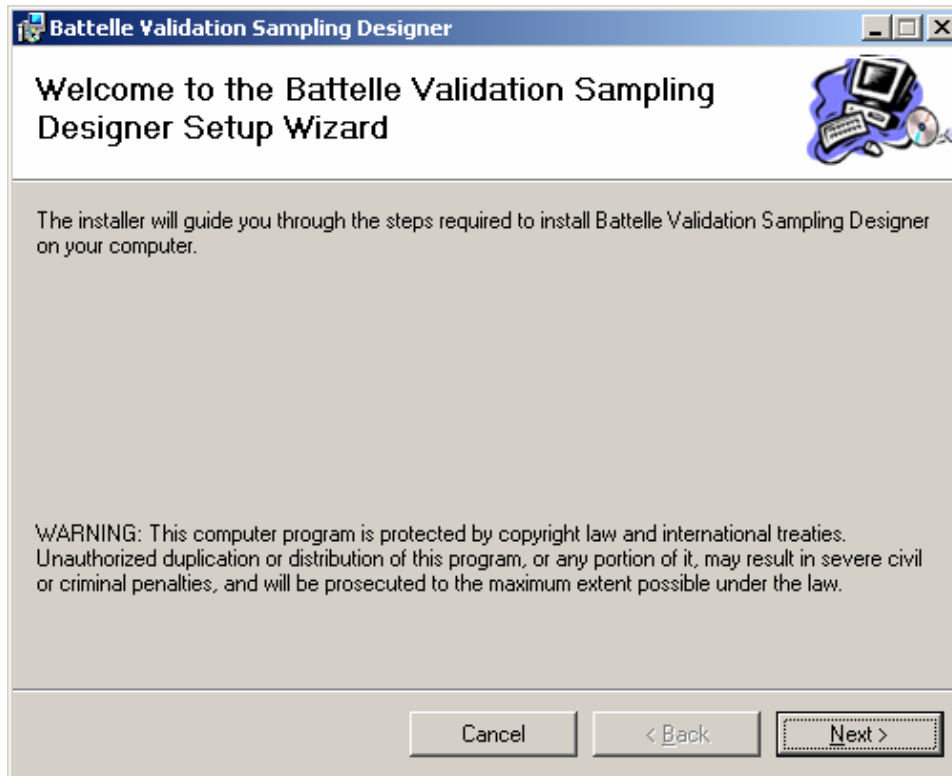 Battelle Validation Sampling Designer
Welcome to the Battelle Validation Sampling
Designer Setup Wizard
The installer will guide you through the steps required to install Battelle Validation Sampling Designer
on your computer.
WARNING: This computer program is protected by copyright law and international treaties.
Unauthorized duplication or distribution of this program, or any portion of it, may result in severe civil
or criminal penalties, and will be prosecuted to the maximum extent possible under the law.
Cancel
< Back
Next >